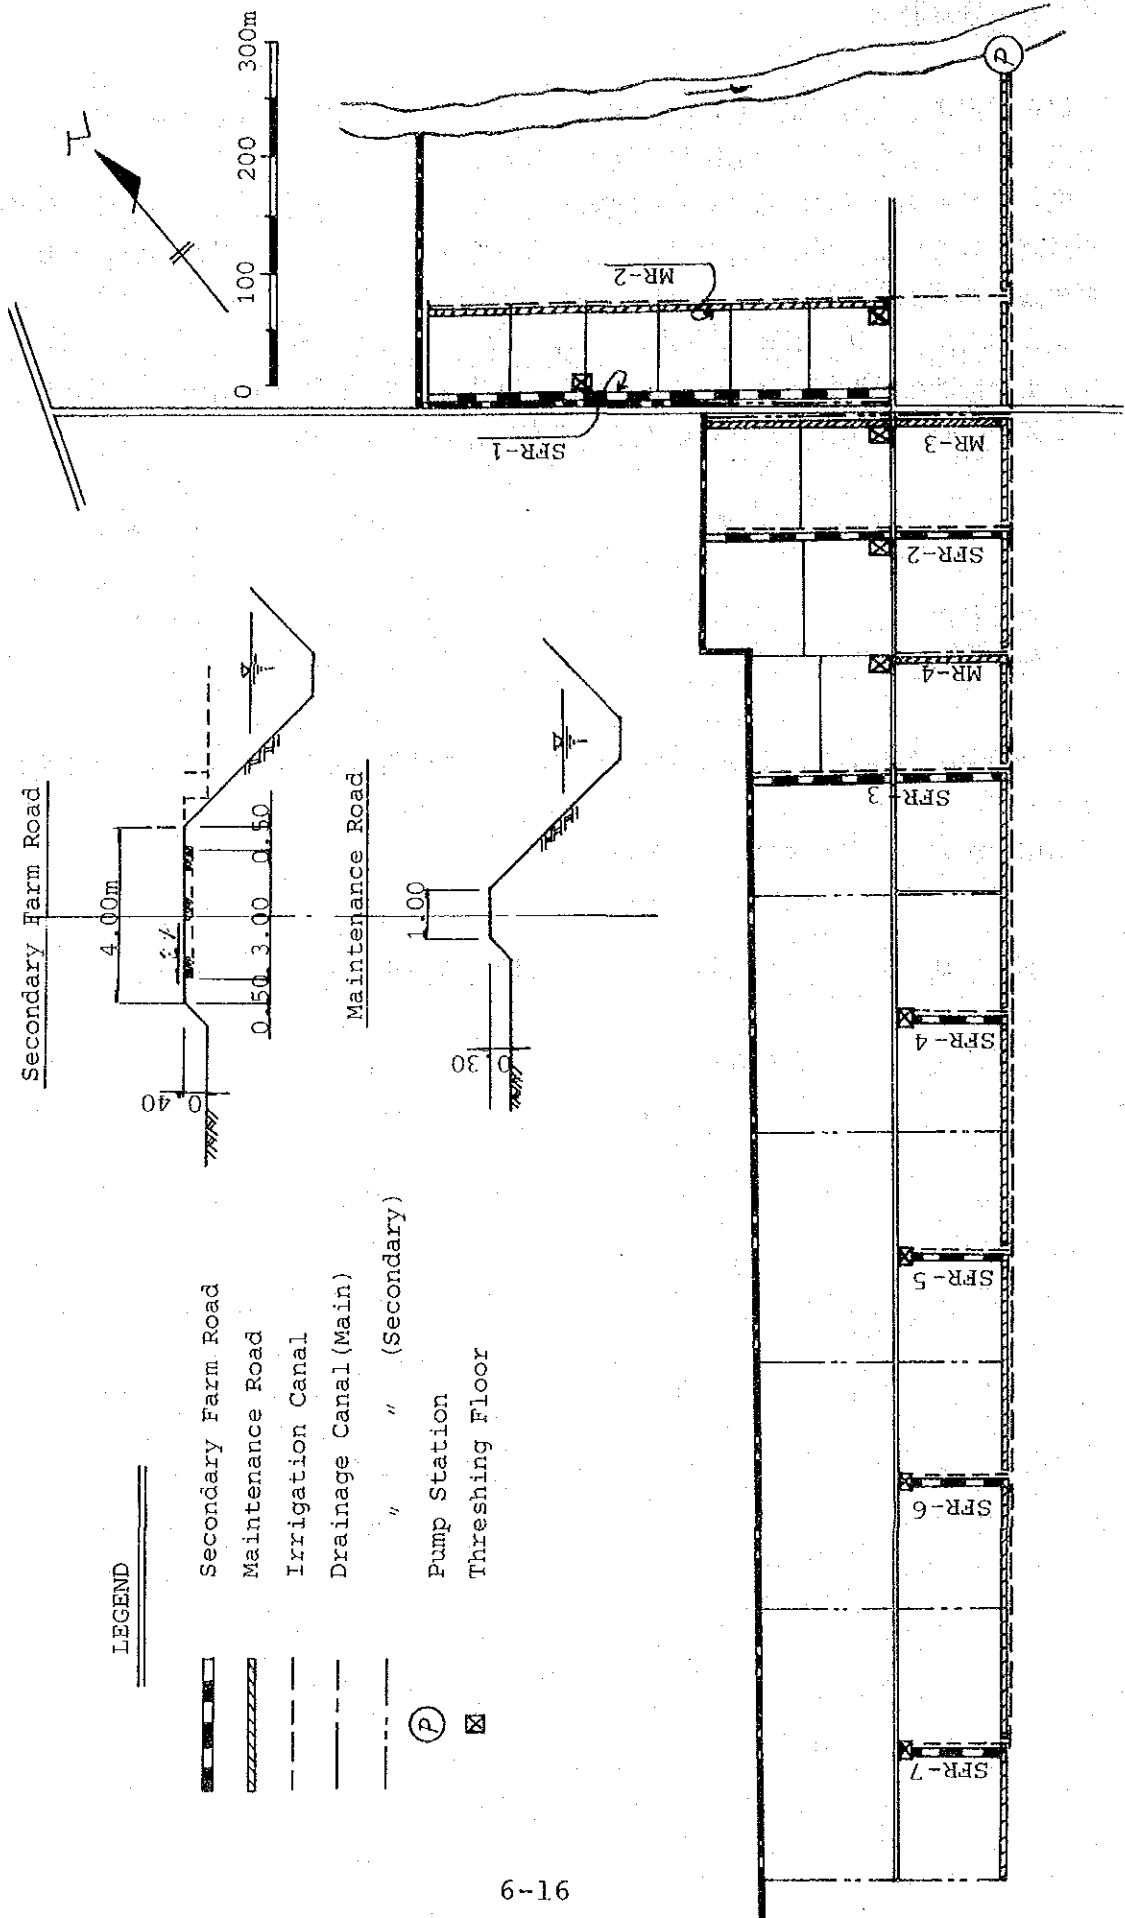 Secondary Farm Road
4.00m
0.40
0.50 3.00 0.50
Maintenance Road
1.00
0.30
0 100 200 300m
LEGEND
Secondary Farm Road
Maintenance Road
Irrigation Canal
Drainage Canal(Main)
" " (Secondary)
P Pump Station
Threshing Floor
P
MR-2
SFR-1
MR-3
SFR-2
MR-4
SFR-3
SFR-4
SFR-5
SFR-6
SFR-7
6-16